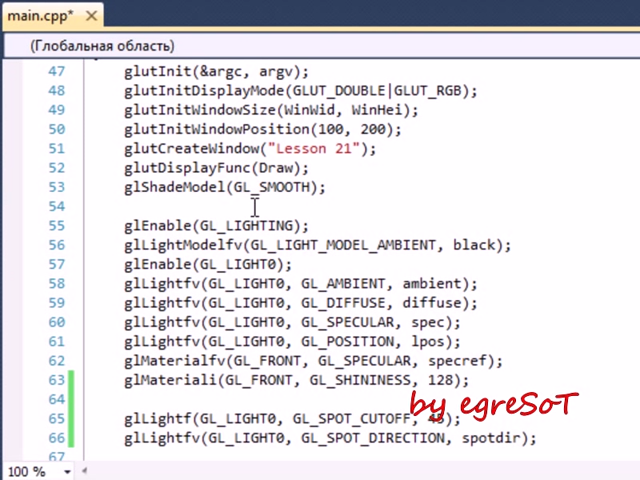 main.cpp*
(Глобальная область)
47 glutInit(&argc, argv);
48 glutInitDisplayMode(GLUT_DOUBLE|GLUT_RGB);
49 glutInitWindowSize(WinWid, WinHei);
50 glutInitWindowPosition(100, 200);
51 glutCreateWindow("Lesson 21");
52 glutDisplayFunc(Draw);
53 glShadeModel(GL_SMOOTH);
54
55 glEnable(GL_LIGHTING);
56 glLightModelfv(GL_LIGHT_MODEL_AMBIENT, black);
57 glEnable(GL_LIGHT0);
58 glLightfv(GL_LIGHT0, GL_AMBIENT, ambient);
59 glLightfv(GL_LIGHT0, GL_DIFFUSE, diffuse);
60 glLightfv(GL_LIGHT0, GL_SPECULAR, spec);
61 glLightfv(GL_LIGHT0, GL_POSITION, lpos);
62 glMaterialfv(GL_FRONT, GL_SPECULAR, specref);
63 glMateriali(GL_FRONT, GL_SHININESS, 128);
64
by egreSoT
65 glLightf(GL_LIGHT0, GL_SPOT_CUTOFF, 45);
66 glLightfv(GL_LIGHT0, GL_SPOT_DIRECTION, spotdir);
67
100 %